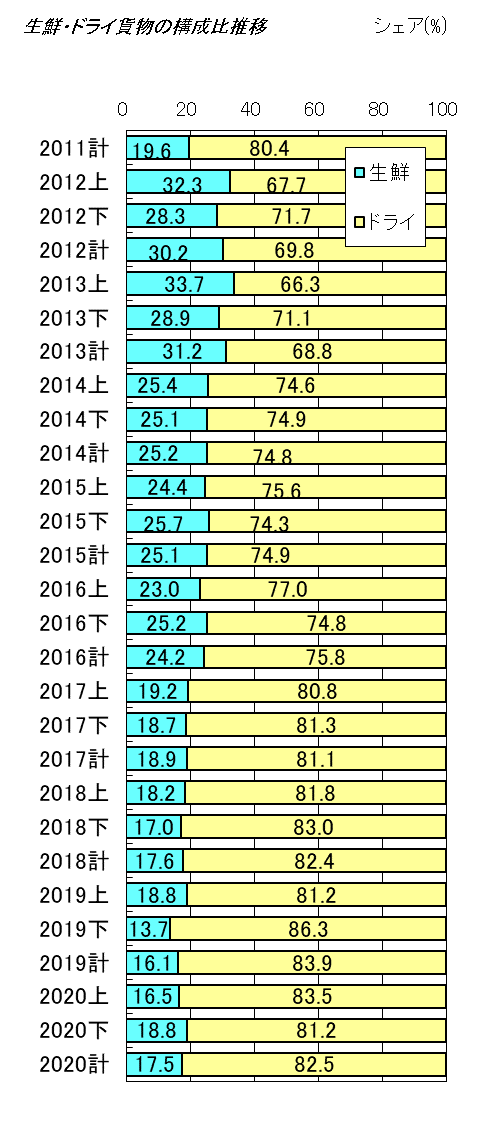 生鮮・ドライ貨物の構成比推移 シェア(%)
0 20 40 60 80 100
2011計 19.6 80.4
生鮮
2012上 32.3 67.7
2012下 28.3 71.7
ドライ
2012計 30.2 69.8
2013上 33.7 66.3
2013下 28.9 71.1
2013計 31.2 68.8
2014上 25.4 74.6
2014下 25.1 74.9
2014計 25.2 74.8
2015上 24.4 75.6
2015下 25.7 74.3
2015計 25.1 74.9
2016上 23.0 77.0
2016下 25.2 74.8
2016計 24.2 75.8
2017上 19.2 80.8
2017下 18.7 81.3
2017計 18.9 81.1
2018上 18.2 81.8
2018下 17.0 83.0
2018計 17.6 82.4
2019上 18.8 81.2
2019下 13.7 86.3
2019計 16.1 83.9
2020上 16.5 83.5
2020下 18.8 81.2
2020計 17.5 82.5